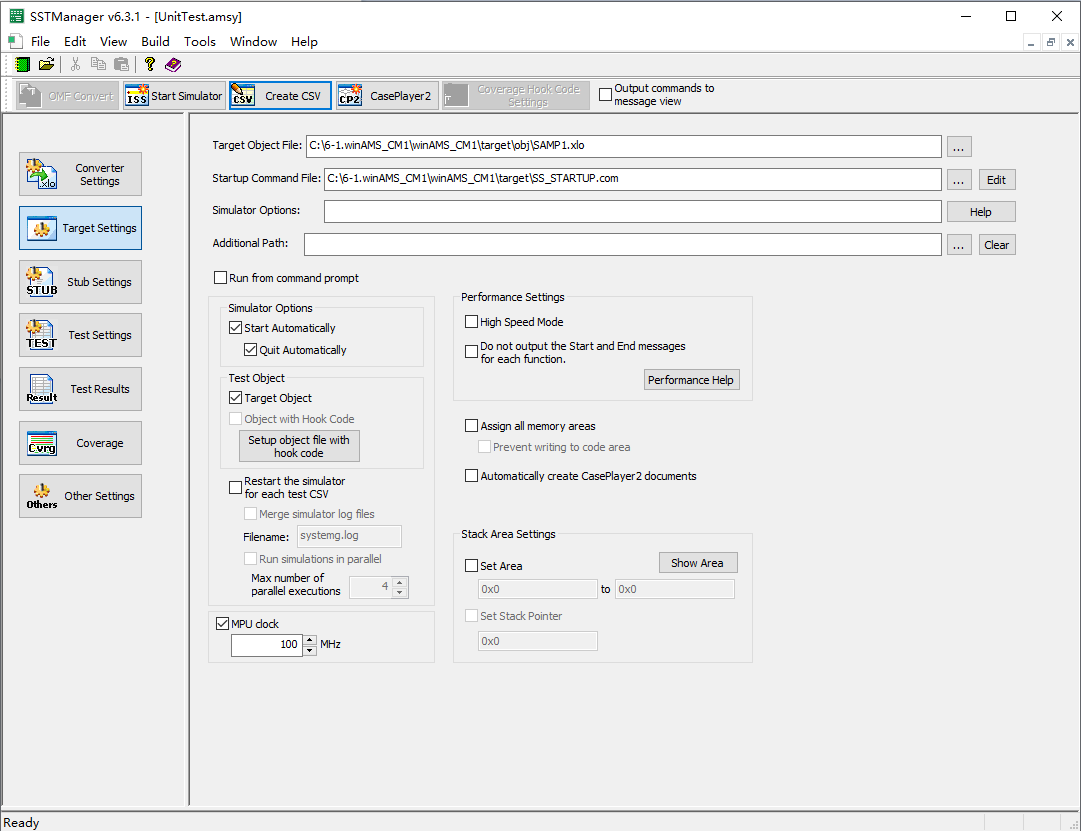 SSTManager v6.3.1 - [UnitTest.amsy]
File Edit View Build Tools Window Help
OMF Convert
ISS Start Simulator
CSV Create CSV
CP2 CasePlayer2
Coverage Hook Code
Settings
Output commands to
message view
xlo Converter
Settings
Target Settings
STUB Stub Settings
TEST Test Settings
Result Test Results
Cvrg Coverage
Others Other Settings
Target Object File: C:\6-1.winAMS_CM1\winAMS_CM1\target\obj\SAMP1.xlo ...
Startup Command File: C:\6-1.winAMS_CM1\winAMS_CM1\target\SS_STARTUP.com ... Edit
Simulator Options: Help
Additional Path: ... Clear
Run from command prompt
Simulator Options
Start Automatically
Quit Automatically
Test Object
Target Object
Object with Hook Code
Setup object file with
hook code
Restart the simulator
for each test CSV
Merge simulator log files
Filename: systemg.log
Run simulations in parallel
Max number of
parallel executions 4
MPU clock
100 MHz
Performance Settings
High Speed Mode
Do not output the Start and End messages
for each function.
Performance Help
Assign all memory areas
Prevent writing to code area
Automatically create CasePlayer2 documents
Stack Area Settings
Set Area Show Area
0x0 to 0x0
Set Stack Pointer
0x0
Ready